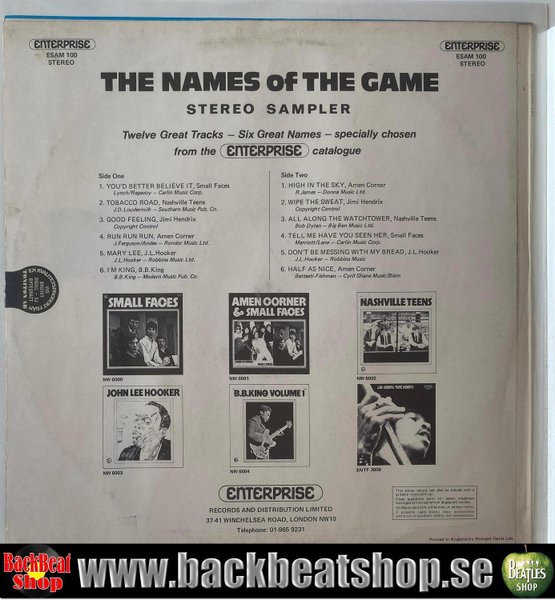 ENTERPRISE
ESAM 100
STEREO
ENTERPRISE
ESAM 100
STEREO
THE NAMES of THE GAME
STEREO SAMPLER
Twelve Great Tracks — Six Great Names — specially chosen
from the ENTERPRISE catalogue
Side One
1. YOU'D BETTER BELIEVE IT, Small Faces
Lynch/Ragavoy — Carlin Music Corp.
2. TOBACCO ROAD, Nashville Teens
J.D. Loudermilk — Southern Music Pub. Co.
3. GOOD FEELING, Jimi Hendrix
Copyright Control
4. RUN RUN RUN, Amen Corner
J.Ferguson/Andes — Rondor Music Ltd.
5. MARY LEE, J.L.Hooker
J.L.Hooker — Robbins Music
6. I'M KING, B.B.King
B.B.King — Modern Music Pub. Co.
Side Two
1. HIGH IN THE SKY, Amen Corner
R.James — Donna Music Ltd.
2. WIPE THE SWEAT, Jimi Hendrix
Copyright Control
3. ALL ALONG THE WATCHTOWER, Nashville Teens
Bob Dylan — Big Ben Music Ltd.
4. TELL ME HAVE YOU SEEN HER, Small Faces
Marriott/Lane — Carlin Music Corp.
5. DON'T BE MESSING WITH MY BREAD, J.L.Hooker
J.L.Hooker — Robbins Music
6. HALF AS NICE, Amen Corner
Battisti-Fishman — Cyril Shane Music/Biem
SMALL FACES
NW 6000
AMEN CORNER
& SMALL FACES
NW 6001
NASHVILLE TEENS
NW 6002
JOHN LEE HOOKER
NW 6003
B.B.KING VOLUME 1
NW 6004
ENTF 3000
ENTERPRISE
RECORDS AND DISTRIBUTION LIMITED
37-41 WINCHELSEA ROAD, LONDON NW10
Telephone: 01-965 9231
Printed in England by Robert Stace Ltd.
BackBeat
Shop
www.backbeatshop.se
BEATLES
SHOP